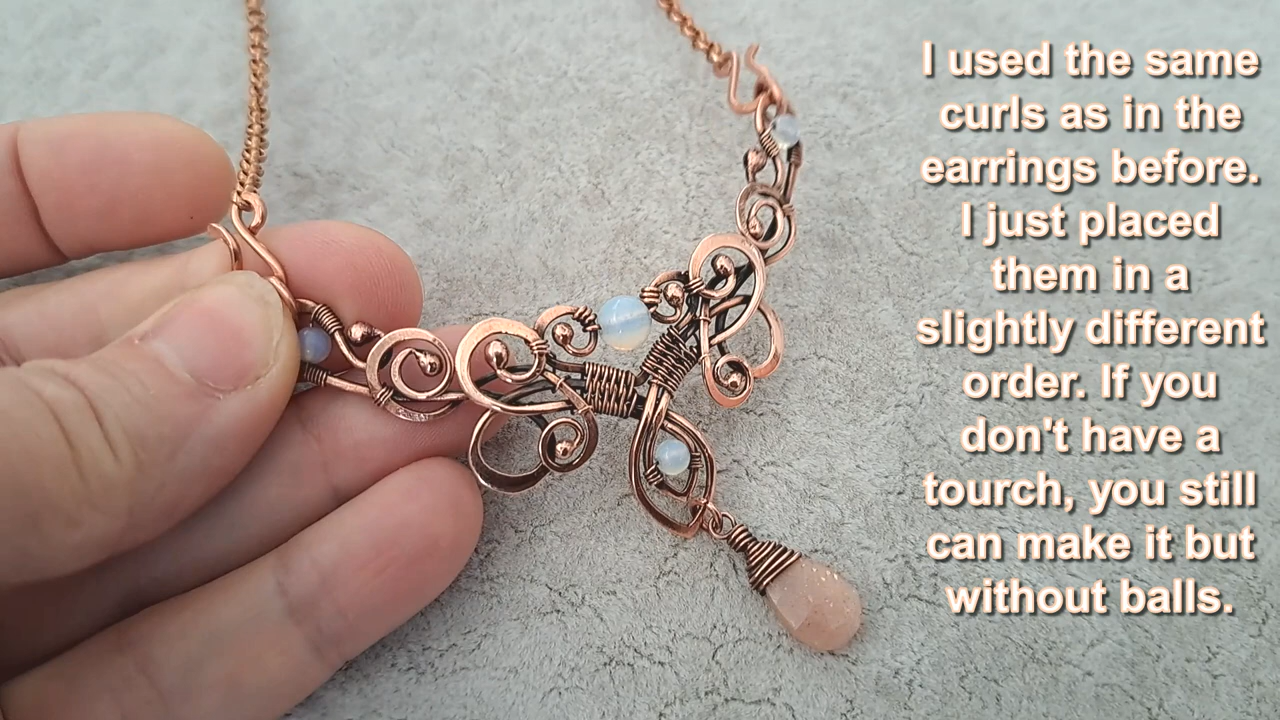 I used the same
curls as in the
earrings before.
I just placed
them in a
slightly different
order. If you
don't have a
tourch, you still
can make it but
without balls.